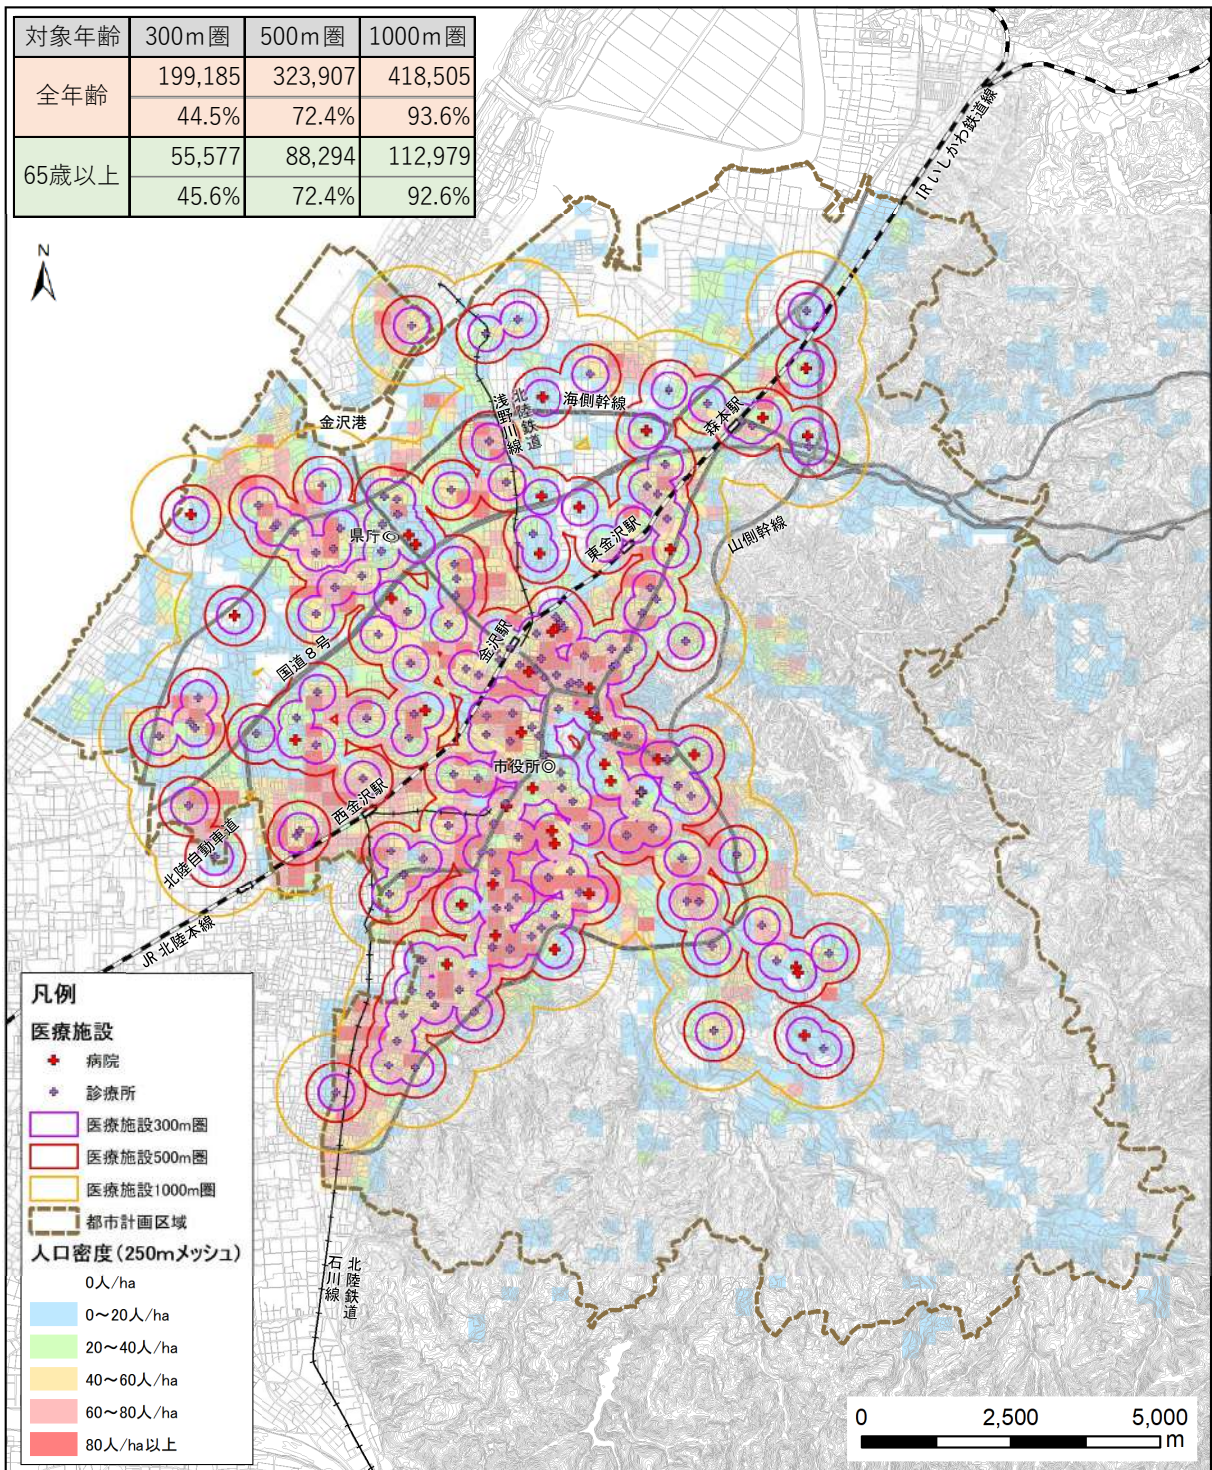 対象年齢 300m圏 500m圏 1000m圏
全年齢 199,185 323,907 418,505
44.5% 72.4% 93.6%
65歳以上 55,577 88,294 112,979
45.6% 72.4% 92.6%
N
IRいしかわ鉄道線
金沢港
北陸鉄道
浅野川線
海側幹線
森本駅
県庁◎
東金沢駅
山側幹線
金沢駅
国道8号
市役所◎
西金沢駅
北陸自動車道
JR北陸本線
北陸鉄道
石川線
凡例
医療施設
病院
診療所
医療施設300m圏
医療施設500m圏
医療施設1000m圏
都市計画区域
人口密度(250mメッシュ)
0人/ha
0~20人/ha
20~40人/ha
40~60人/ha
60~80人/ha
80人/ha以上
0 2,500 5,000
m